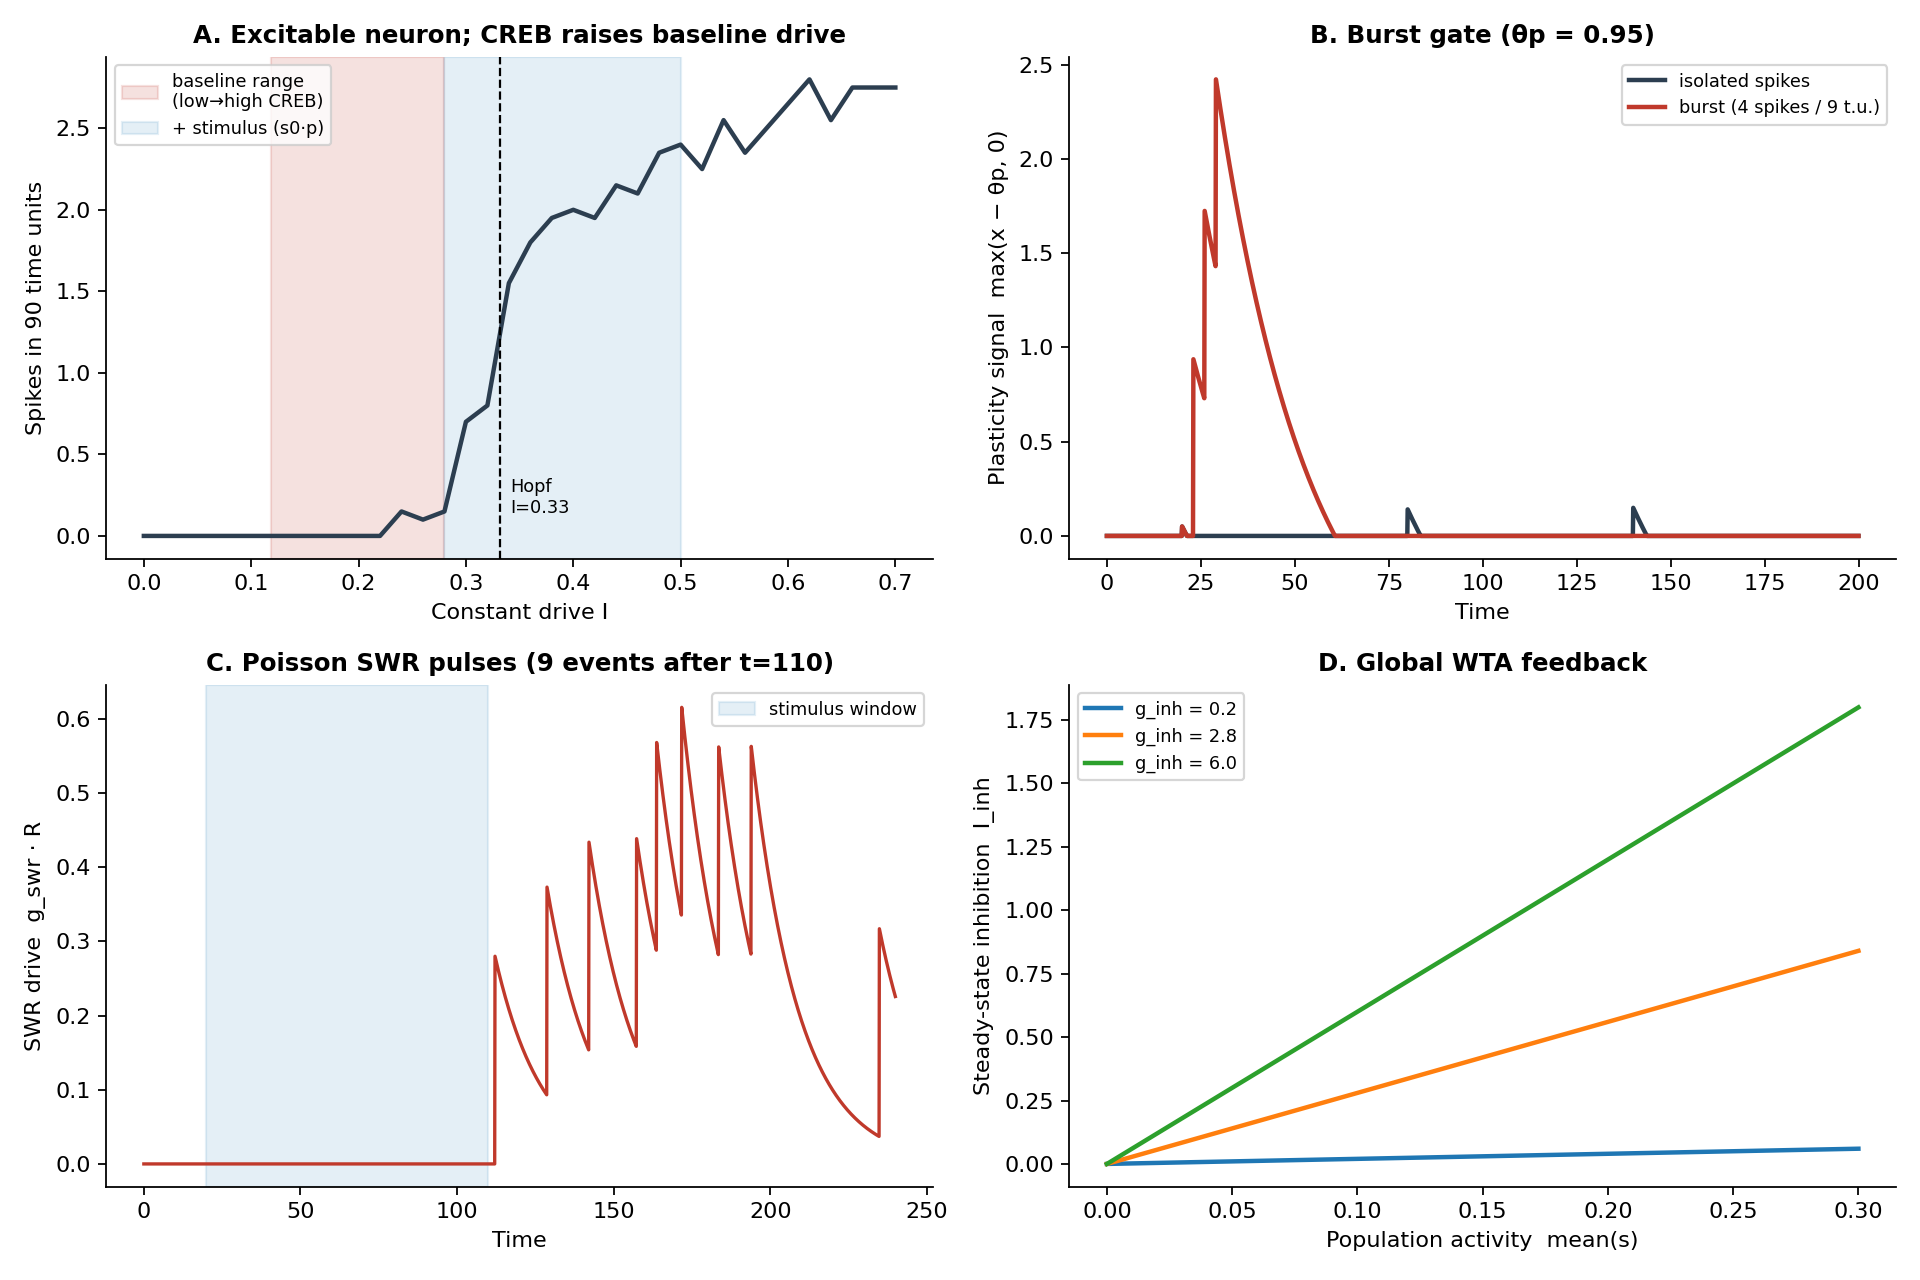 A. Excitable neuron; CREB raises baseline drive
baseline range
(low→high CREB)
+ stimulus (s0·p)
Spikes in 90 time units
2.5
2.0
1.5
1.0
0.5
0.0
Hopf
I=0.33
0.0 0.1 0.2 0.3 0.4 0.5 0.6 0.7
Constant drive I
B. Burst gate (θp = 0.95)
isolated spikes
burst (4 spikes / 9 t.u.)
Plasticity signal max(x − θp, 0)
2.5
2.0
1.5
1.0
0.5
0.0
0 25 50 75 100 125 150 175 200
Time
C. Poisson SWR pulses (9 events after t=110)
stimulus window
SWR drive g_swr · R
0.6
0.5
0.4
0.3
0.2
0.1
0.0
0 50 100 150 200 250
Time
D. Global WTA feedback
g_inh = 0.2
g_inh = 2.8
g_inh = 6.0
Steady-state inhibition I_inh
1.75
1.50
1.25
1.00
0.75
0.50
0.25
0.00
0.00 0.05 0.10 0.15 0.20 0.25 0.30
Population activity mean(s)